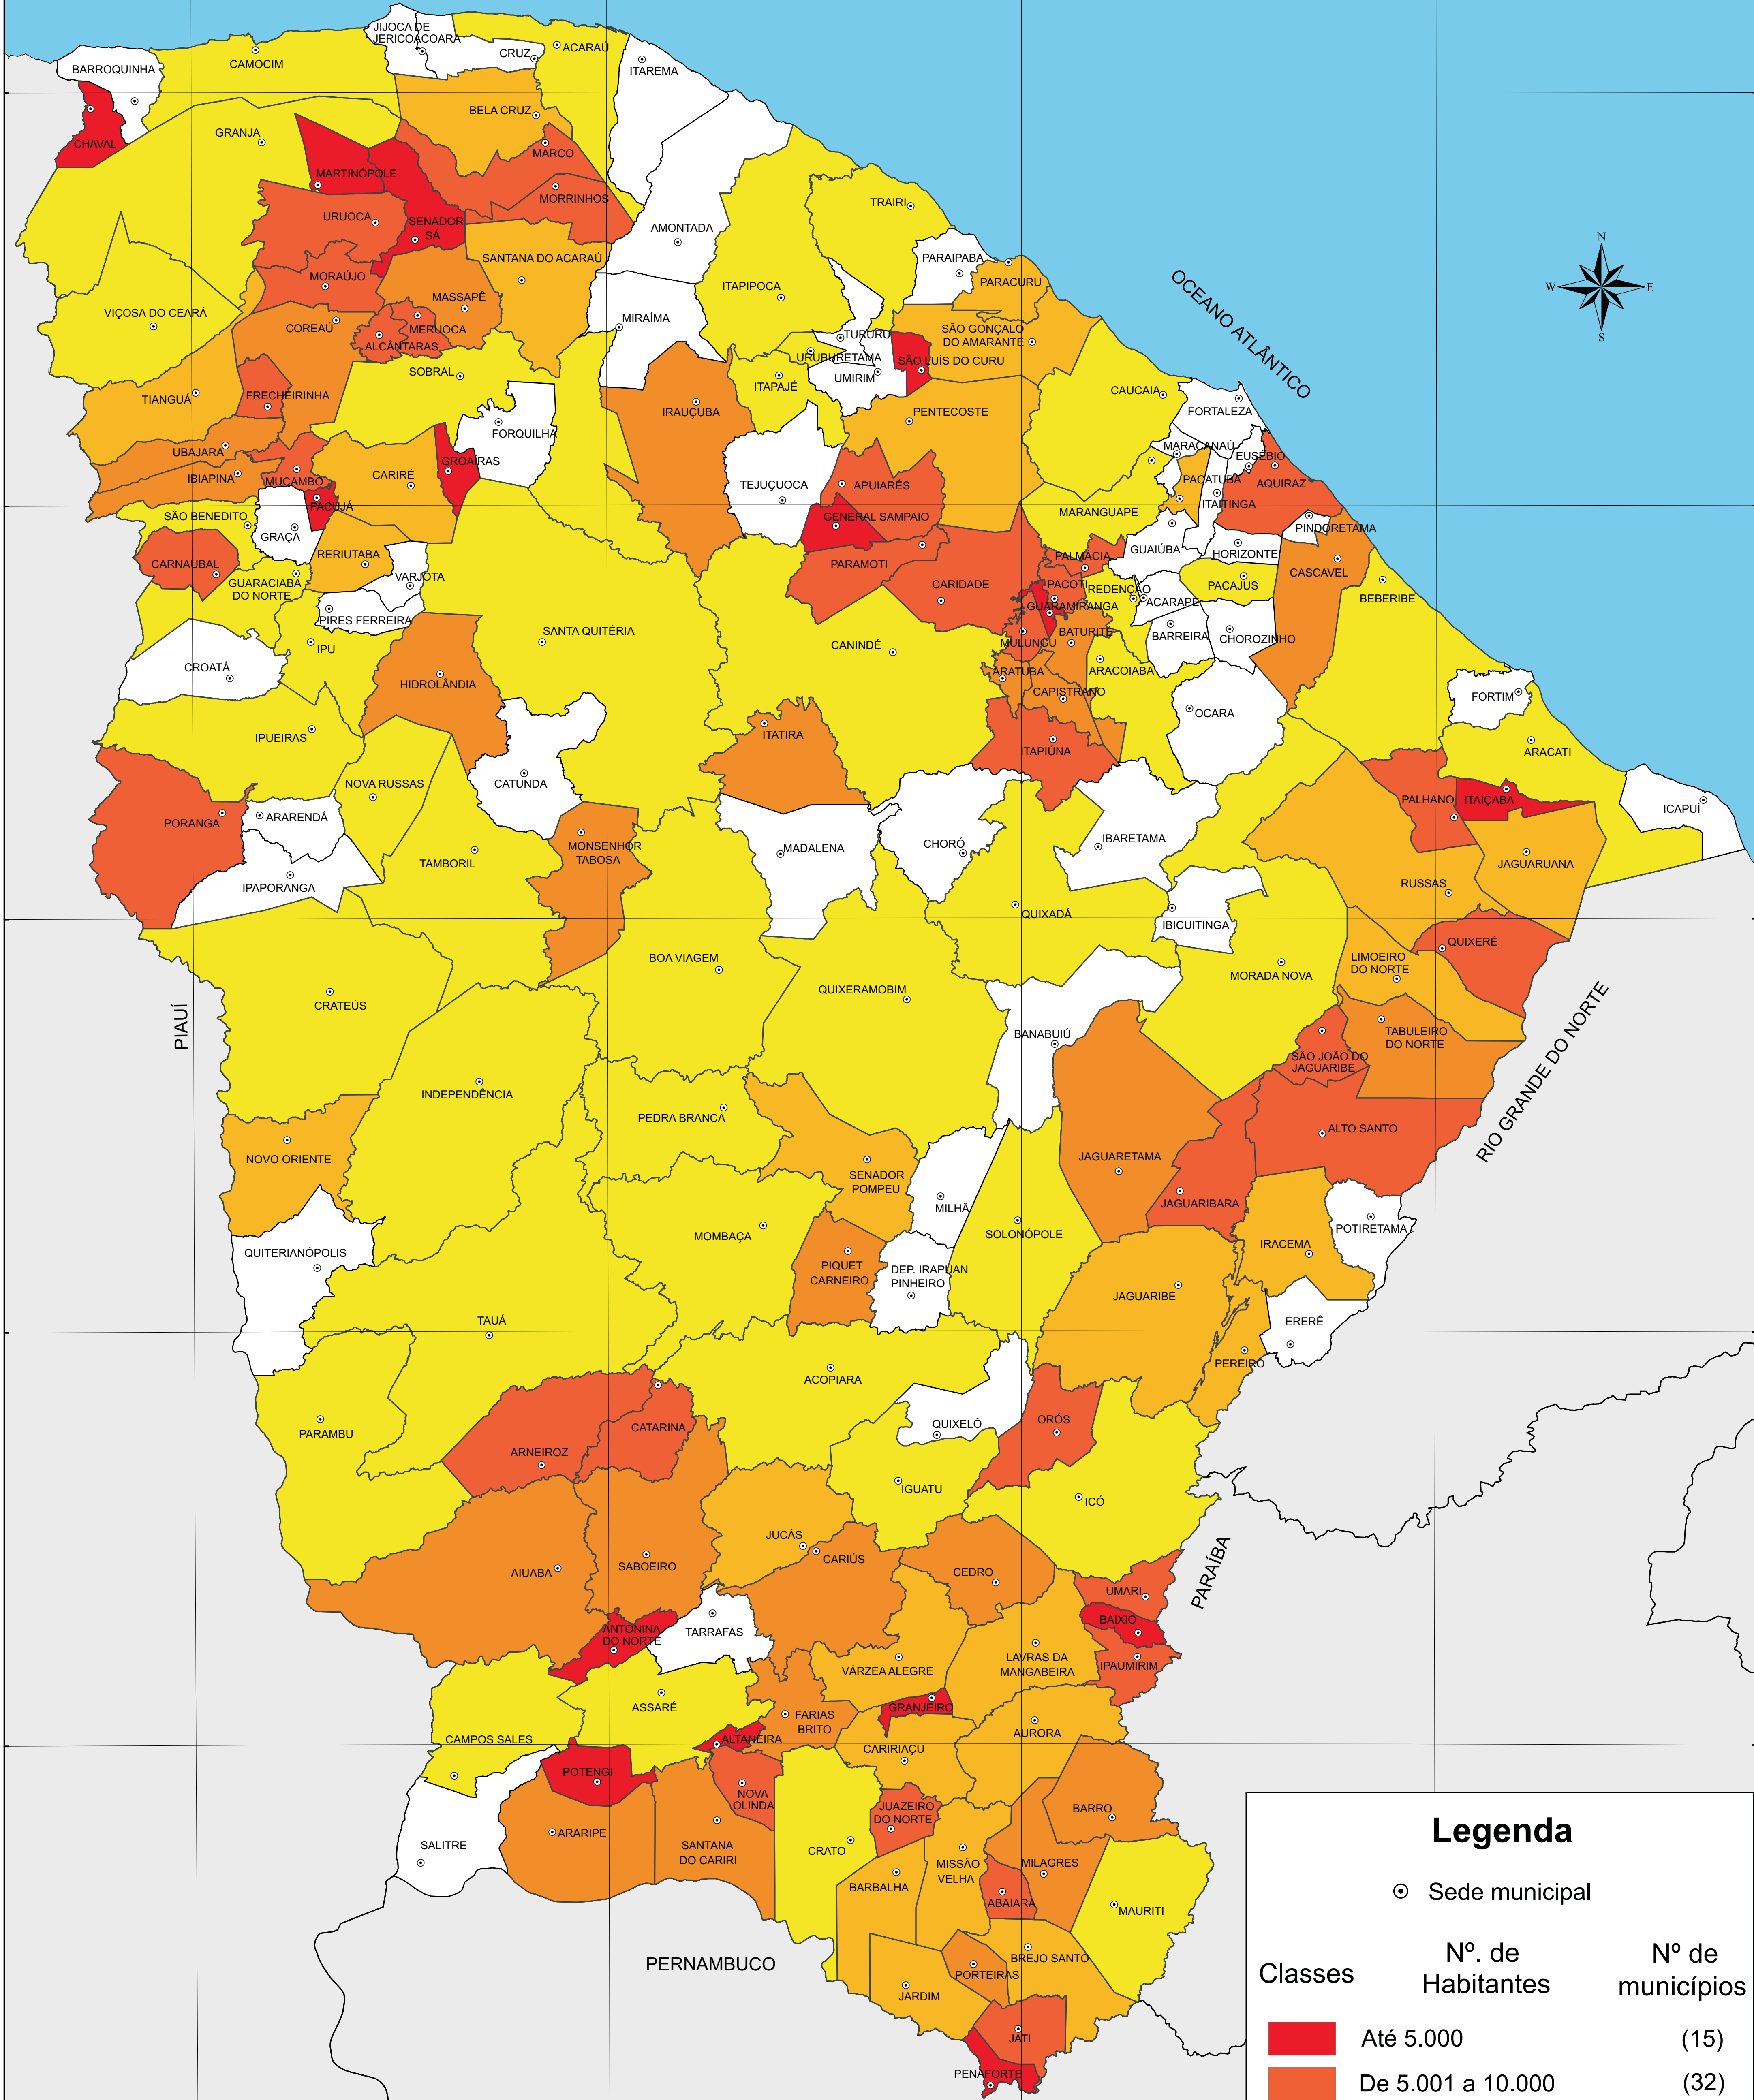 JIJOCA DE
JERICOACOARA
CRUZ
ACARAÚ
CAMOCIM
BARROQUINHA
ITAREMA
BELA CRUZ
GRANJA
CHAVAL
MARCO
MARTINÓPOLE
MORRINHOS
TRAIRI
URUOCA
SENADOR
SÁ
AMONTADA
N
W
E
S
SANTANA DO ACARAÚ
PARAIPABA
MORAÚJO
PARACURU
ITAPIPOCA
OCEANO ATLÂNTICO
MASSAPÊ
VIÇOSA DO CEARÁ
MIRAÍMA
COREAÚ
MERUOCA
SÃO GONÇALO
DO AMARANTE
TURURU
ALCÂNTARAS
URUBURETAMA
SÃO LUÍS DO CURU
SOBRAL
UMIRIM
ITAPAJÉ
CAUCAIA
FRECHEIRINHA
TIANGUÁ
IRAUÇUBA
PENTECOSTE
FORTALEZA
FORQUILHA
MARACANAÚ
UBAJARA
EUSÉBIO
GROAÍRAS
CARIRÉ
IBIAPINA
MUCAMBO
PACATUBA
AQUIRAZ
TEJUÇUOCA
APUIARÉS
ITAITINGA
PACUJÁ
MARANGUAPE
SÃO BENEDITO
GENERAL SAMPAIO
PINDORETAMA
GRAÇA
GUAIÚBA
HORIZONTE
RERIUTABA
PALMÁCIA
CARNAUBAL
PARAMOTI
CASCAVEL
VARJOTA
GUARACIABA
DO NORTE
CARIDADE
PACOTI
REDENÇÃO
PACAJUS
BEBERIBE
ACARAPE
GUARAMIRANGA
PIRES FERREIRA
SANTA QUITÉRIA
BATURITÉ
BARREIRA
CHOROZINHO
MULUNGU
CANINDÉ
IPU
CROATÁ
ARATUBA
ARACOIABA
HIDROLÂNDIA
CAPISTRANO
FORTIM
OCARA
ITATIRA
IPUEIRAS
ITAPIÚNA
ARACATI
NOVA RUSSAS
CATUNDA
PALHANO
ITAIÇABA
ICAPUÍ
PORANGA
ARARENDÁ
IBARETAMA
MONSENHOR
TABOSA
MADALENA
CHORÓ
TAMBORIL
JAGUARUANA
RUSSAS
IPAPORANGA
QUIXADÁ
IBICUITINGA
QUIXERÉ
BOA VIAGEM
LIMOEIRO
DO NORTE
MORADA NOVA
QUIXERAMOBIM
CRATEÚS
PIAUÍ
BANABUIÚ
TABULEIRO
DO NORTE
RIO GRANDE DO NORTE
SÃO JOÃO DO
JAGUARIBE
INDEPENDÊNCIA
PEDRA BRANCA
ALTO SANTO
NOVO ORIENTE
JAGUARETAMA
SENADOR
POMPEU
JAGUARIBARA
MILHÃ
POTIRETAMA
SOLONÓPOLE
MOMBAÇA
IRACEMA
QUITERIANÓPOLIS
PIQUET
CARNEIRO
DEP. IRAPUAN
PINHEIRO
JAGUARIBE
TAUÁ
ERERÊ
PEREIRO
ACOPIARA
QUIXELÔ
ORÓS
CATARINA
PARAMBU
ARNEIROZ
IGUATU
ICÓ
JUCÁS
CARIÚS
AIUABA
SABOEIRO
CEDRO
PARAÍBA
UMARI
BAIXIO
ANTONINA
DO NORTE
TARRAFAS
LAVRAS DA
MANGABEIRA
VÁRZEA ALEGRE
IPAUMIRIM
ASSARÉ
GRANJEIRO
FARIAS
BRITO
AURORA
CAMPOS SALES
ALTANEIRA
CARIRIAÇU
POTENGI
NOVA
OLINDA
JUAZEIRO
DO NORTE
BARRO
ARARIPE
SALITRE
SANTANA
DO CARIRI
CRATO
MISSÃO
VELHA
MILAGRES
BARBALHA
ABAIARA
MAURITI
PERNAMBUCO
BREJO SANTO
PORTEIRAS
JARDIM
JATI
PENAFORTE
Legenda
Sede municipal
Classes
Nº. de
Habitantes
Nº de
municípios
Até 5.000
(15)
De 5.001 a 10.000
(32)